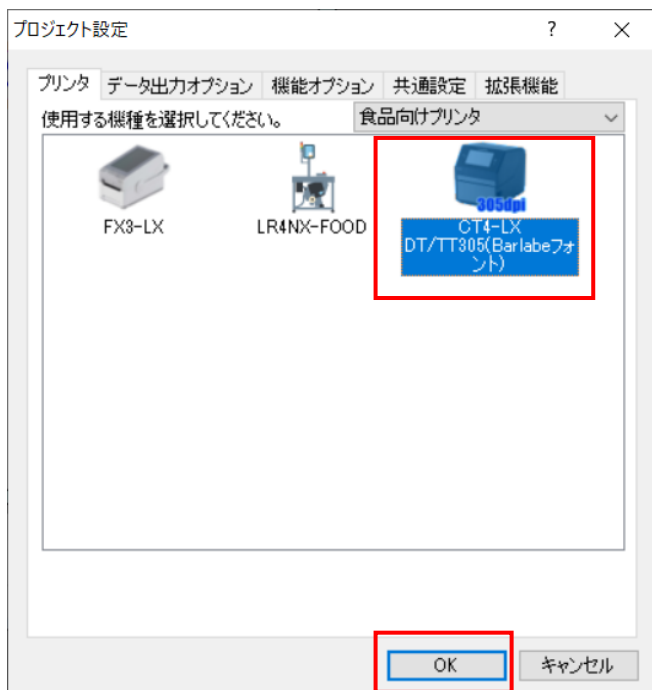 プロジェクト設定
?
プリンタ
データ出力オプション
機能オプション
共通設定
拡張機能
使用する機種を選択してください。
食品向けプリンタ
FX3-LX
LR4NX-FOOD
305dpi
CT4-LX
DT/TT305(Barlabeフォ
ント)
OK
キャンセル